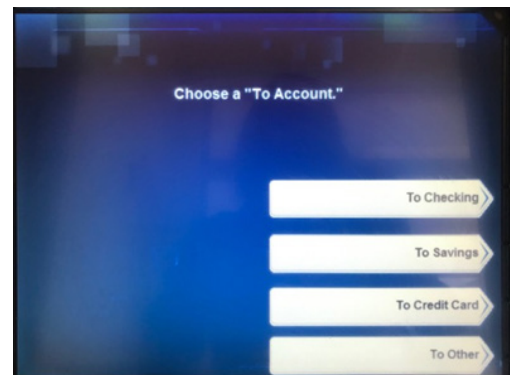 Choose a "To Account."
To Checking
To Savings
To Credit Card
To Other